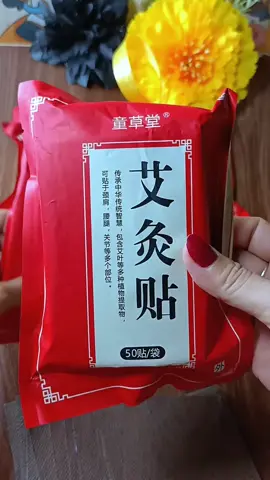 童草堂®
艾灸贴
传承中华传统智慧，
包含艾叶等多种植物提取物，
可贴于颈肩、腰腿、
关节等多个部位。
50贴/袋